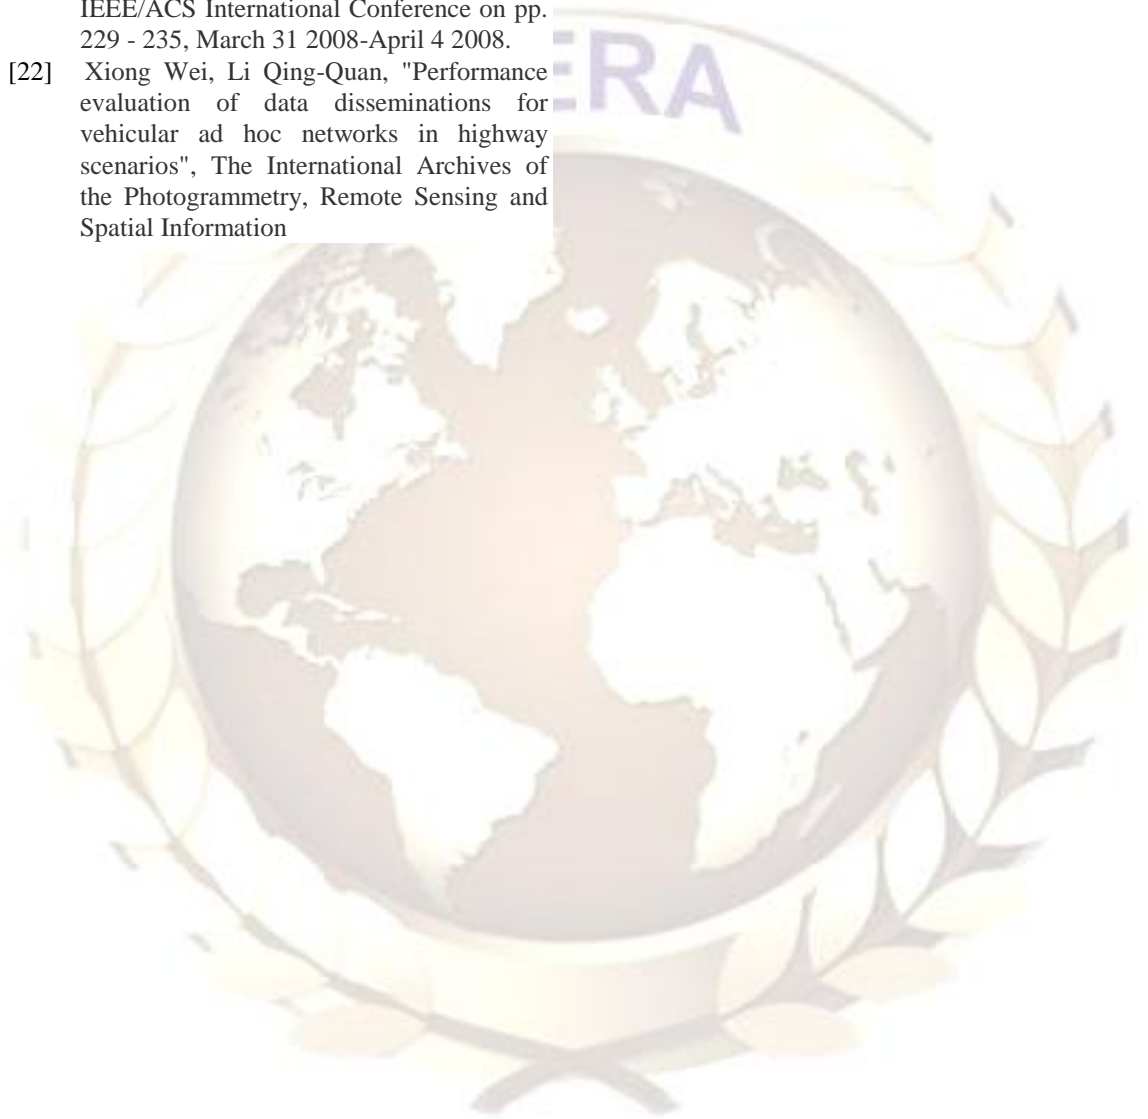 IEEE/ACS International Conference on pp.
229 - 235, March 31 2008-April 4 2008.
[22] Xiong Wei, Li Qing-Quan, "Performance
evaluation of data disseminations for
vehicular ad hoc networks in highway
scenarios", The International Archives of
the Photogrammetry, Remote Sensing and
Spatial Information
ERA